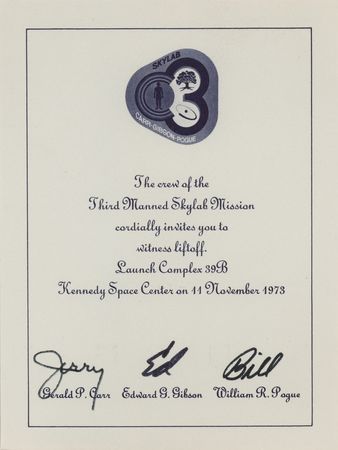 SKYLAB
CARR-GIBSON-POGUE
The crew of the
Third Manned Skylab Mission
cordially invites you to
witness liftoff.
Launch Complex 39B
Kennedy Space Center on 11 November 1973
Jerry Ed Bill
Gerald P. Carr Edward G. Gibson William R. Pogue